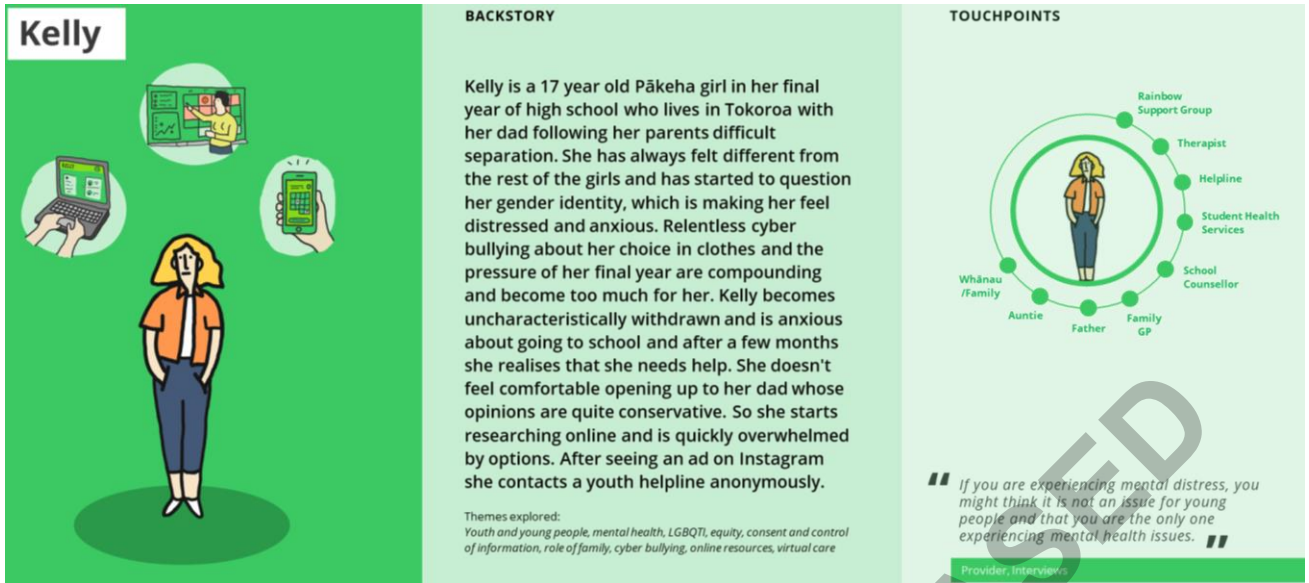 Kelly
BACKSTORY
Kelly is a 17 year old Pākeha girl in her final
year of high school who lives in Tokoroa with
her dad following her parents difficult
separation. She has always felt different from
the rest of the girls and has started to question
her gender identity, which is making her feel
distressed and anxious. Relentless cyber
bullying about her choice in clothes and the
pressure of her final year are compounding
and become too much for her. Kelly becomes
uncharacteristically withdrawn and is anxious
about going to school and after a few months
she realises that she needs help. She doesn't
feel comfortable opening up to her dad whose
opinions are quite conservative. So she starts
researching online and is quickly overwhelmed
by options. After seeing an ad on Instagram
she contacts a youth helpline anonymously.
Themes explored:
Youth and young people, mental health, LGBQTI, equity, consent and control
of information, role of family, cyber bullying, online resources, virtual care
TOUCHPOINTS
Rainbow
Support Group
Therapist
Helpline
Student Health
Services
School
Counsellor
Family
GP
Father
Auntie
Whānau
/Family
“ If you are experiencing mental distress, you
might think it is not an issue for young
people and that you are the only one
experiencing mental health issues. ”
Provider, Interviews